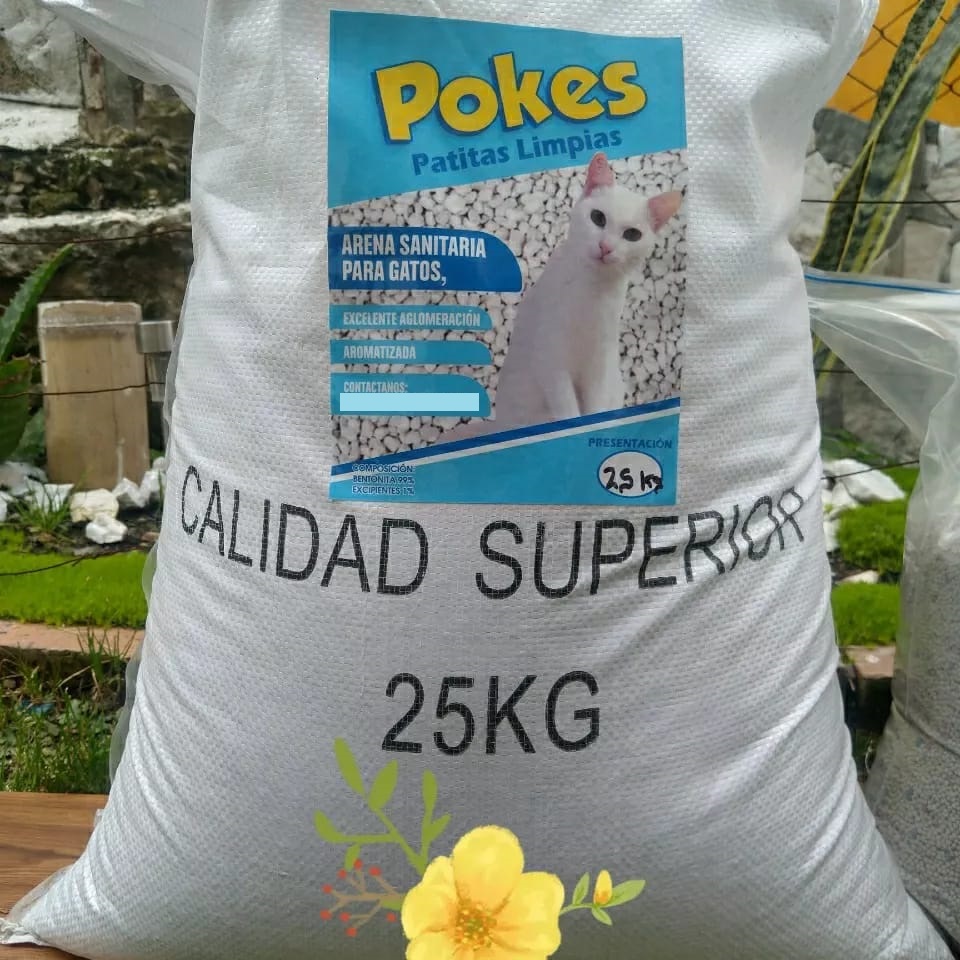 Pokes
Patitas Limpias
ARENA SANITARIA
PARA GATOS,
EXCELENTE AGLOMERACIÓN
AROMATIZADA
CONTACTANOS:
COMPOSICIÓN:
BENTONITA 99%
EXCIPIENTES 1%
PRESENTACIÓN
25 kg
CALIDAD SUPERIOR
25KG